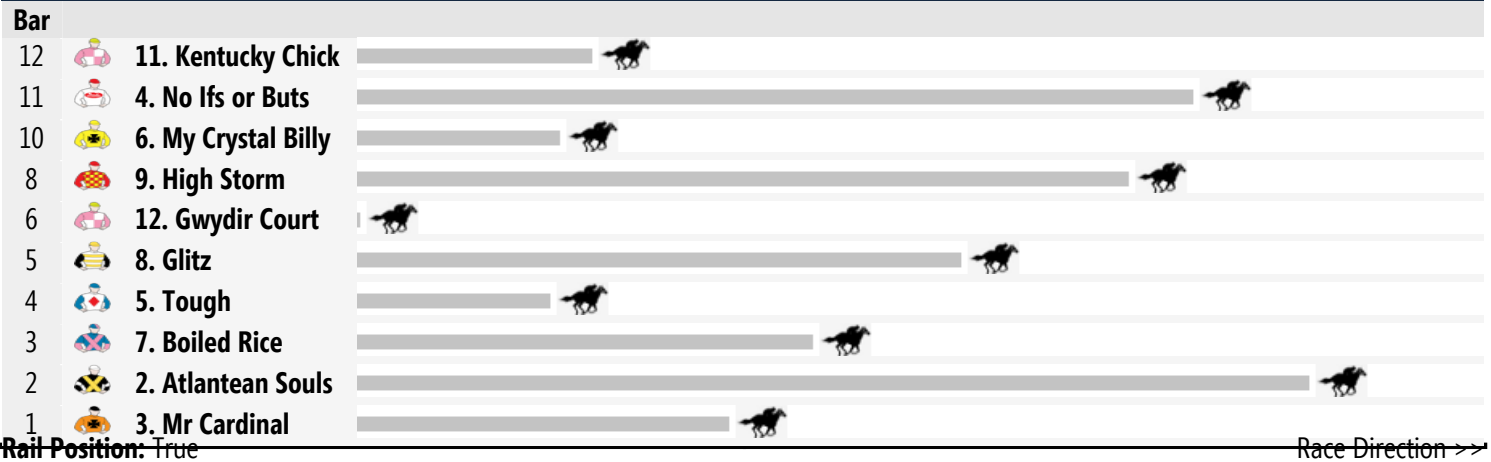 Bar
12 11. Kentucky Chick
11 4. No Ifs or Buts
10 6. My Crystal Billy
8 9. High Storm
6 12. Gwydir Court
5 8. Glitz
4 5. Tough
3 7. Boiled Rice
2 2. Atlantean Souls
1 3. Mr Cardinal
Rail Position: True Race Direction >>